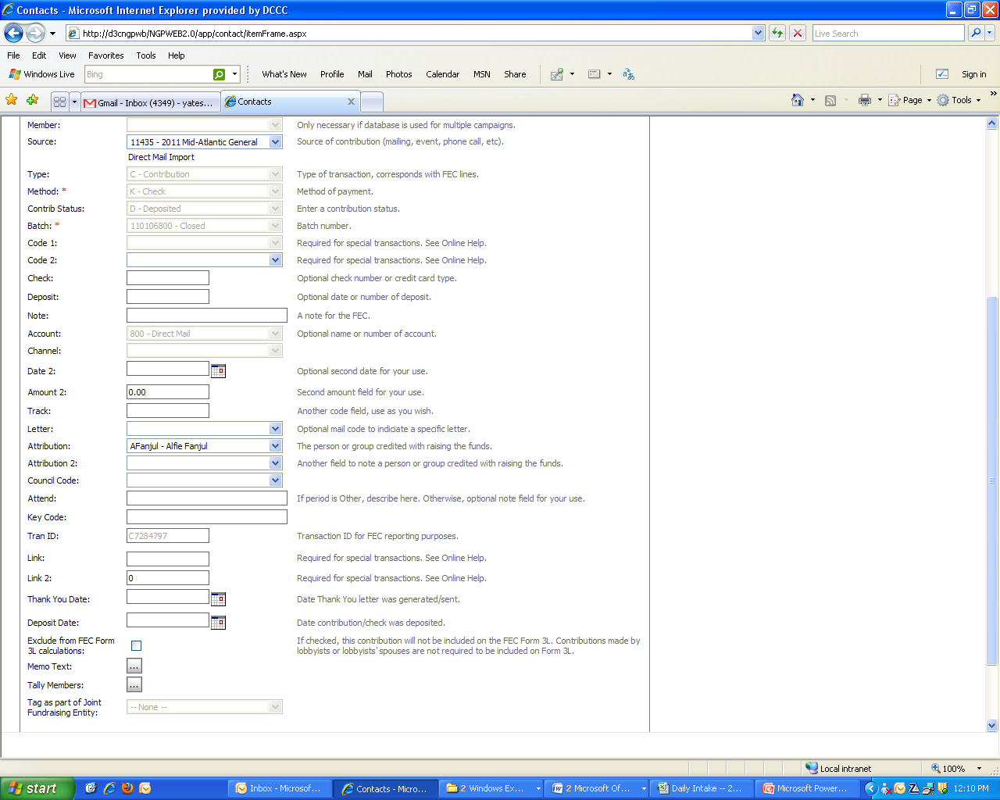 Contacts - Microsoft Internet Explorer provided by DCCC
http://d3cngpwb/NGPWEB2.0/app/contact/itemFrame.aspx
Live Search
File Edit View Favorites Tools Help
Windows Live Bing What's New Profile Mail Photos Calendar MSN Share Sign in
Gmail - Inbox (4349) - yates... Contacts Page Tools »
Member: Only necessary if database is used for multiple campaigns.
Source: 11435 - 2011 Mid-Atlantic General Source of contribution (mailing, event, phone call, etc).
Direct Mail Import
Type: C - Contribution Type of transaction, corresponds with FEC lines.
Method: * K - Check Method of payment.
Contrib Status: D - Deposited Enter a contribution status.
Batch: * 110106800 - Closed Batch number.
Code 1: Required for special transactions. See Online Help.
Code 2: Required for special transactions. See Online Help.
Check: Optional check number or credit card type.
Deposit: Optional date or number of deposit.
Note: A note for the FEC.
Account: 800 - Direct Mail Optional name or number of account.
Channel:
Date 2: Optional second date for your use.
Amount 2: 0.00 Second amount field for your use.
Track: Another code field, use as you wish.
Letter: Optional mail code to indiciate a specific letter.
Attribution: AFanjul - Alfie Fanjul The person or group credited with raising the funds.
Attribution 2: Another field to note a person or group credited with raising the funds.
Council Code:
Attend: If period is Other, describe here. Otherwise, optional note field for your use.
Key Code:
Tran ID: C7284797 Transaction ID for FEC reporting purposes.
Link: Required for special transactions. See Online Help.
Link 2: 0 Required for special transactions. See Online Help.
Thank You Date: Date Thank You letter was generated/sent.
Deposit Date: Date contribution/check was deposited.
Exclude from FEC Form If checked, this contribution will not be included on the FEC Form 3L. Contributions made by
3L calculations: lobbyists or lobbyists' spouses are not required to be included on Form 3L.
Memo Text: ...
Tally Members: ...
Tag as part of Joint
Fundraising Entity: -- None --
Local intranet 100%
start Inbox - Microsof... Contacts - Micro... 2 Windows Ex... 2 Microsoft Of... Daily Intake -- 2... Microsoft Power... 12:10 PM